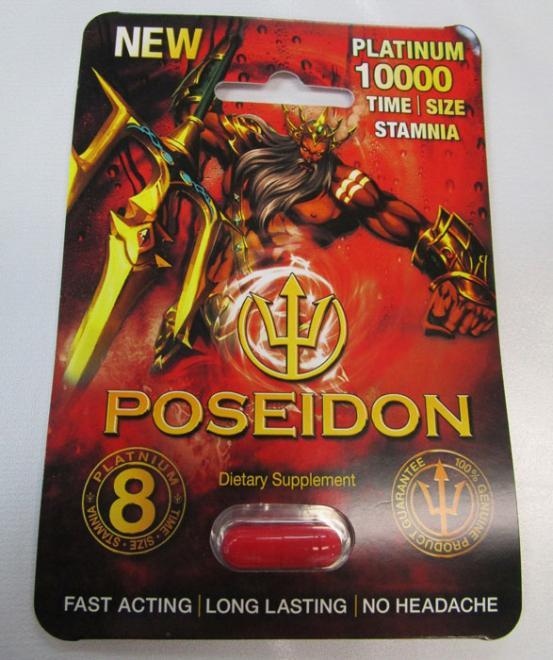 NEW
PLATINUM
10000
TIME | SIZE
STAMNIA
POSEIDON
Dietary Supplement
PLATNIUM
8
STAMNIA · SIZE · TIME
100% GENUINE PRODUCT GUARANTEE
FAST ACTING | LONG LASTING | NO HEADACHE